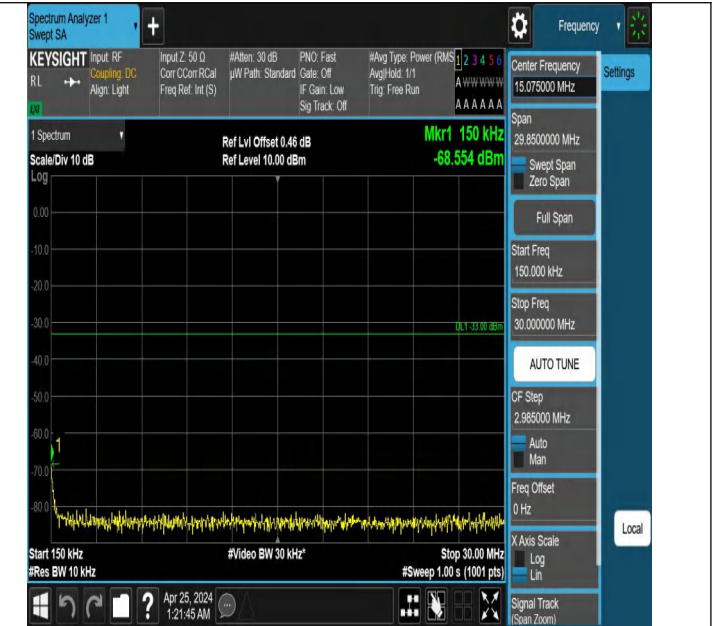 Spectrum Analyzer 1
Swept SA
+
Frequency
KEYSIGHT
RL
LXI
Input: RF
Coupling: DC
Align: Light
Input Z: 50 Ω
Corr CCorr RCal
Freq Ref: Int (S)
#Atten: 30 dB
µW Path: Standard
PNO: Fast
Gate: Off
IF Gain: Low
Sig Track: Off
#Avg Type: Power (RMS
Avg|Hold: 1/1
Trig: Free Run
1 2 3 4 5 6
A W W W W W
A A A A A A
1 Spectrum
Scale/Div 10 dB
Log
Ref Lvl Offset 0.46 dB
Ref Level 10.00 dBm
Mkr1 150 kHz
-68.554 dBm
0.00
-10.0
-20.0
-30.0
DL1 -33.00 dBm
-40.0
-50.0
-60.0
1
-70.0
-80.0
Start 150 kHz
#Res BW 10 kHz
#Video BW 30 kHz*
Stop 30.00 MHz
#Sweep 1.00 s (1001 pts)
?
Apr 25, 2024
1:21:45 AM
Center Frequency
15.075000 MHz
Settings
Span
29.8500000 MHz
Swept Span
Zero Span
Full Span
Start Freq
150.000 kHz
Stop Freq
30.000000 MHz
AUTO TUNE
CF Step
2.985000 MHz
Auto
Man
Freq Offset
0 Hz
Local
X Axis Scale
Log
Lin
Signal Track
(Span Zoom)